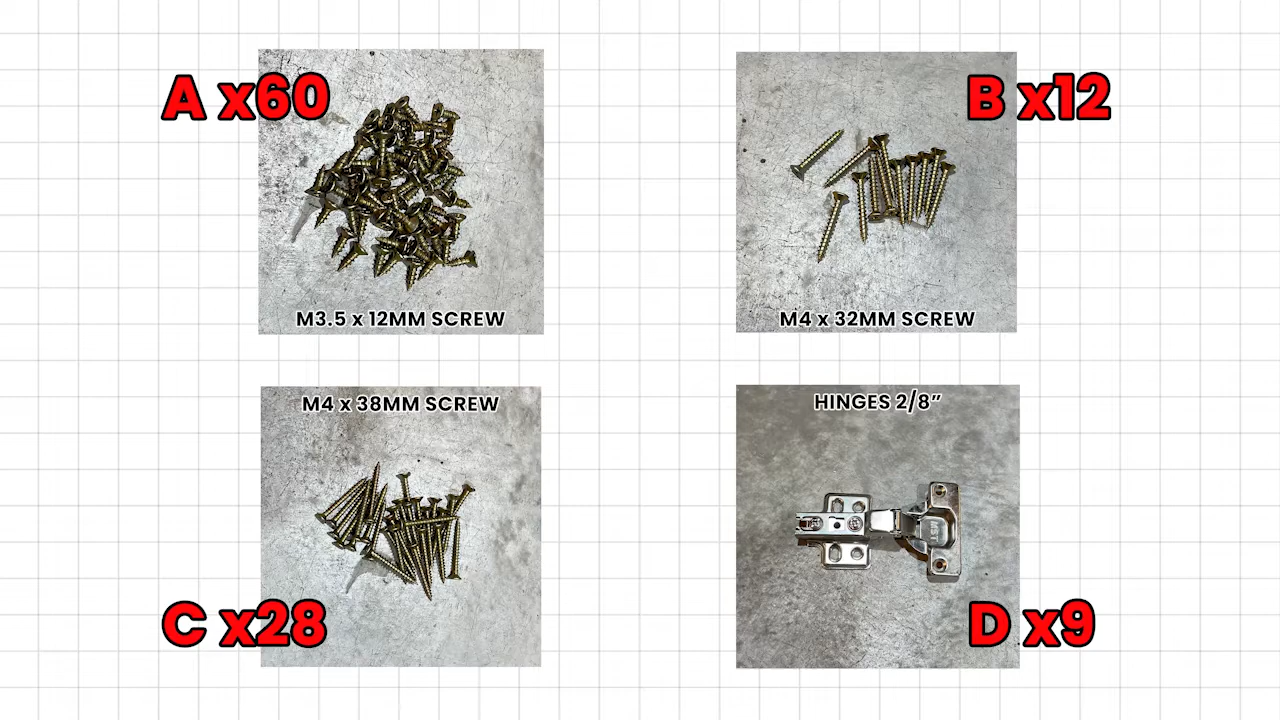 A x60
M3.5 x 12MM SCREW
B x12
M4 x 32MM SCREW
M4 x 38MM SCREW
C x28
HINGES 2/8”
D x9